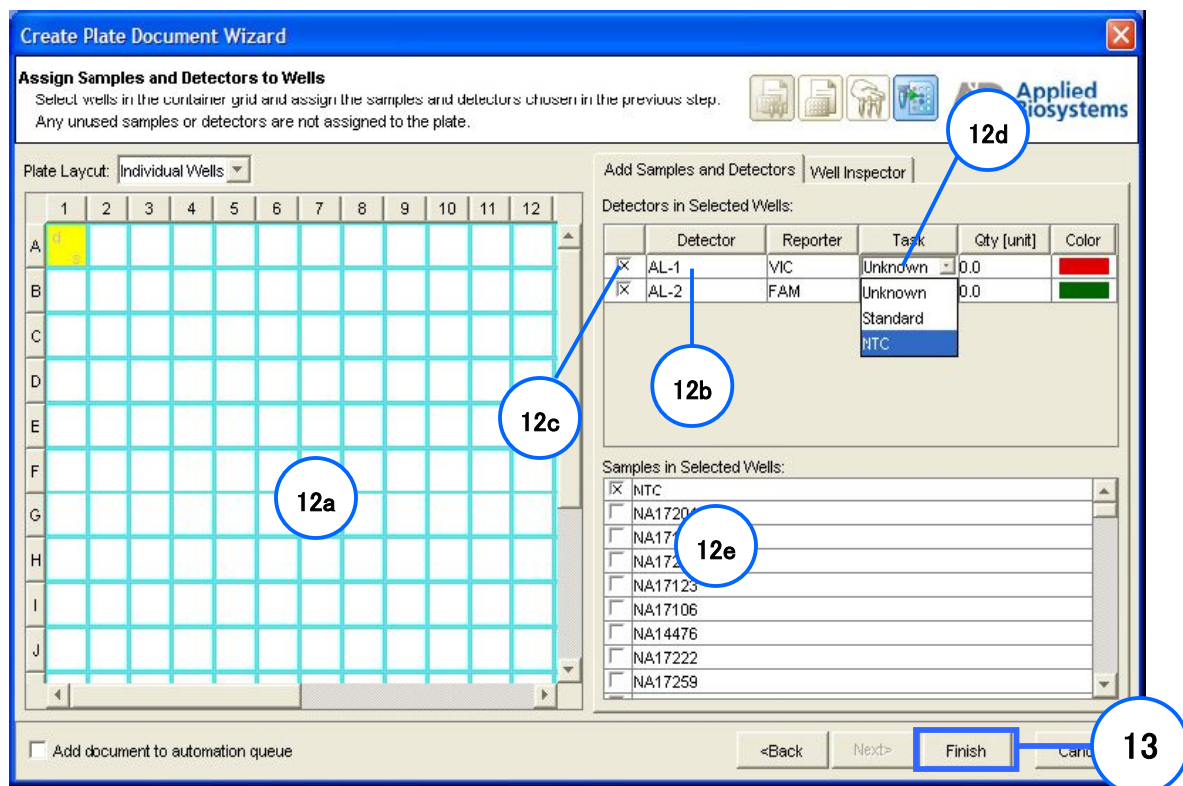 Create Plate Document Wizard
Assign Samples and Detectors to Wells
Select wells in the container grid and assign the samples and detectors chosen in the previous step.
Any unused samples or detectors are not assigned to the plate.
Applied
Biosystems
12d
Plate Layout: Individual Wells
Add Samples and Detectors
Well Inspector
1 2 3 4 5 6 7 8 9 10 11 12
A
B
C
D
E
F
G
H
I
J
d
s
Detectors in Selected Wells:
Detector Reporter Task Qty [unit] Color
AL-1 VIC Unknown 0.0
AL-2 FAM 0.0
Unknown
Standard
NTC
12b
12c
12a
Samples in Selected Wells:
NTC
NA17204
12e
NA17123
NA17106
NA14476
NA17222
NA17259
Add document to automation queue
<Back
Next>
Finish
13